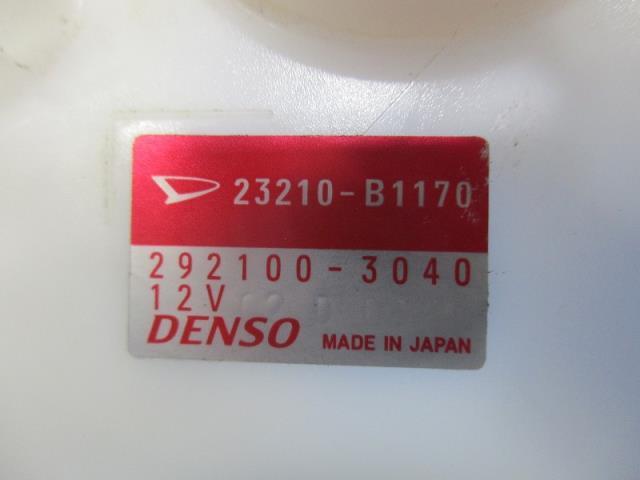 23210-B1170
292100-3040
12V
DENSO MADE IN JAPAN